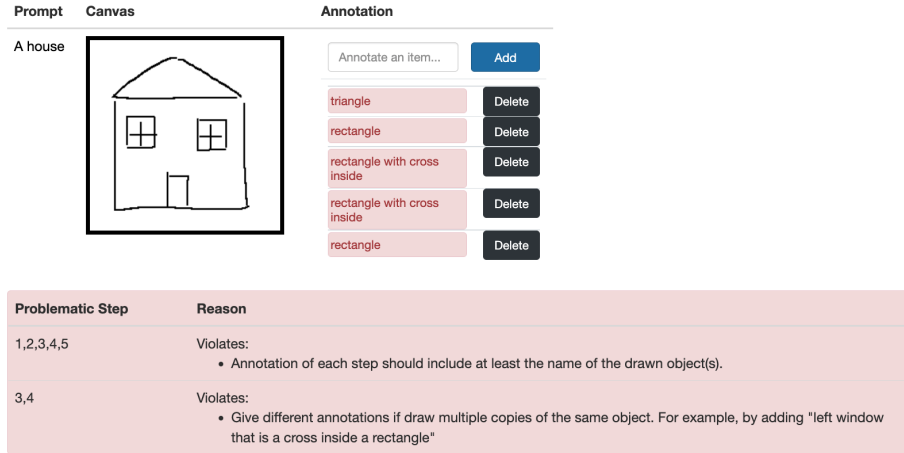 Prompt Canvas Annotation
A house
Annotate an item... Add
triangle Delete
rectangle Delete
rectangle with cross
inside
Delete
rectangle with cross
inside
Delete
rectangle Delete
Problematic Step Reason
1,2,3,4,5 Violates:
• Annotation of each step should include at least the name of the drawn object(s).
3,4 Violates:
• Give different annotations if draw multiple copies of the same object. For example, by adding "left window
that is a cross inside a rectangle"